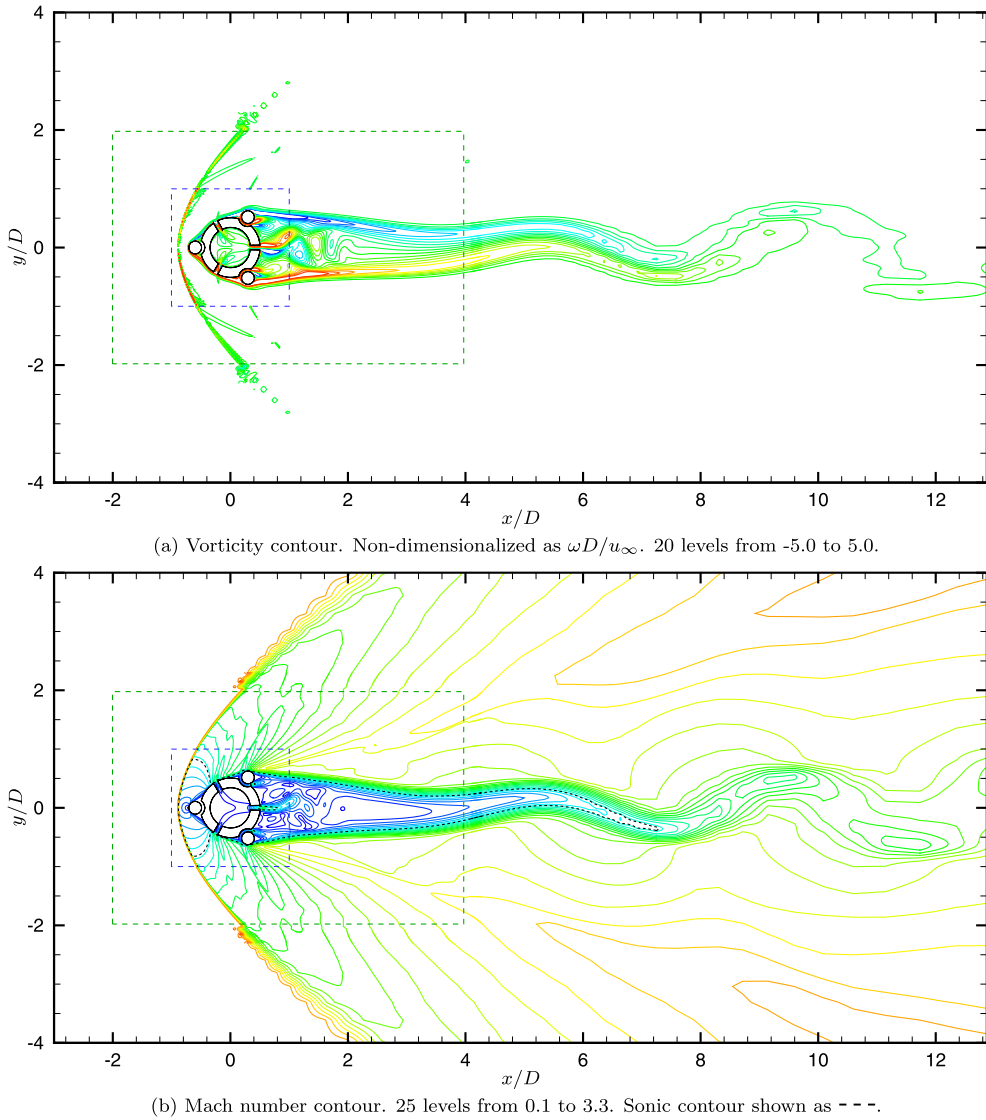 4
2
0
-2
-4
y/D
-2 0 2 4 6 8 10 12
x/D
(a) Vorticity contour. Non-dimensionalized as ωD/u∞. 20 levels from -5.0 to 5.0.
4
2
0
-2
-4
y/D
-2 0 2 4 6 8 10 12
x/D
(b) Mach number contour. 25 levels from 0.1 to 3.3. Sonic contour shown as ----.